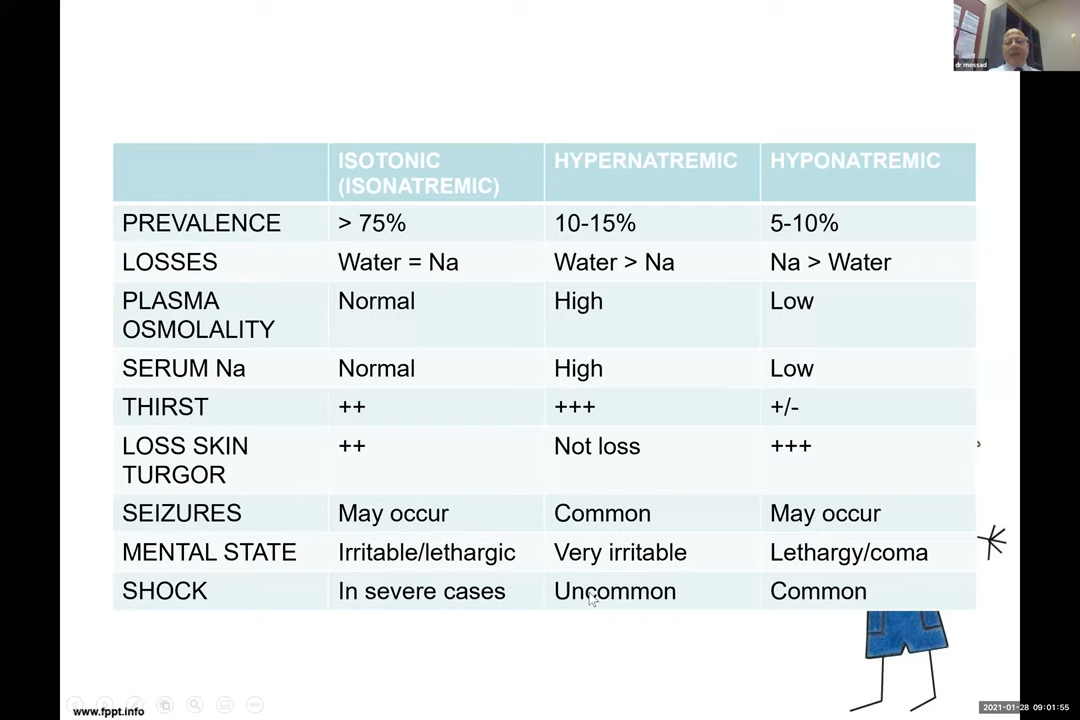 dr mossad
ISOTONIC HYPERNATREMIC HYPONATREMIC
(ISONATREMIC)
PREVALENCE > 75% 10-15% 5-10%
LOSSES Water = Na Water > Na Na > Water
PLASMA Normal High Low
OSMOLALITY
SERUM Na Normal High Low
THIRST ++ +++ +/-
LOSS SKIN ++ Not loss +++
TURGOR
SEIZURES May occur Common May occur
MENTAL STATE Irritable/lethargic Very irritable Lethargy/coma
SHOCK In severe cases Uncommon Common
www.fppt.info
2021-01-28 09:01:55